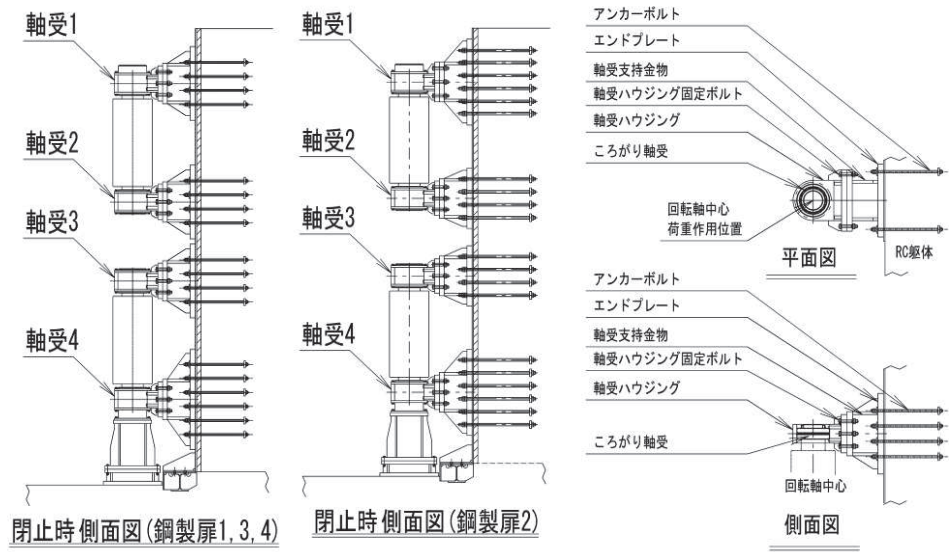 軸受1
軸受2
軸受3
軸受4
閉止時 側面図(鋼製扉1, 3, 4)
軸受1
軸受2
軸受3
軸受4
閉止時 側面図(鋼製扉2)
アンカーボルト
エンドプレート
軸受支持金物
軸受ハウジング固定ボルト
軸受ハウジング
ころがり軸受
回転軸中心
荷重作用位置
RC躯体
平面図
アンカーボルト
エンドプレート
軸受支持金物
軸受ハウジング固定ボルト
軸受ハウジング
ころがり軸受
回転軸中心
側面図